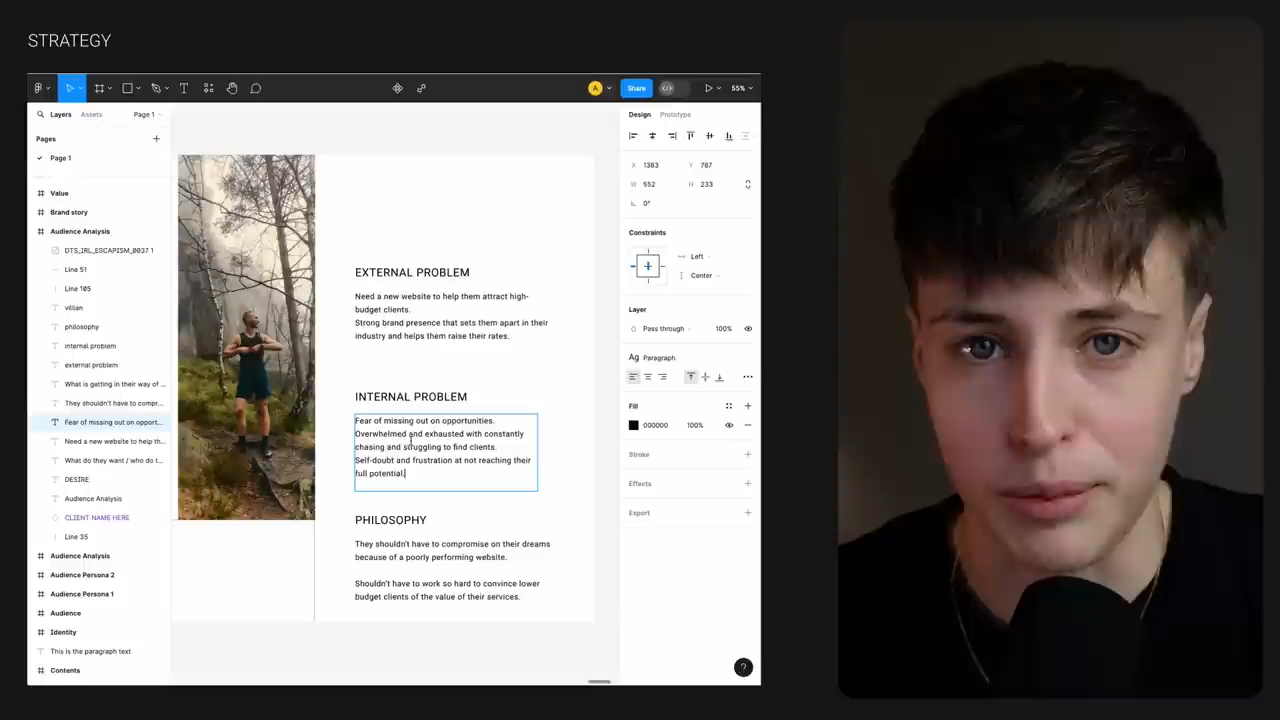 STRATEGY
A
Share
55%
Layers
Assets
Page 1
Pages
Page 1
Value
Brand story
Audience Analysis
DTS_IRL_ESCAPISM_0037 1
Line 51
Line 105
villian
philosophy
internal problem
external problem
What is getting in their way of ...
They shouldn't have to compr...
Fear of missing out on opport...
Need a new website to help th...
What do they want / who do t...
DESIRE
Audience Analysis
CLIENT NAME HERE
Line 35
Audience Analysis
Audience Persona 2
Audience Persona 1
Audience
Identity
This is the paragraph text
Contents
EXTERNAL PROBLEM
Need a new website to help them attract high-
budget clients.
Strong brand presence that sets them apart in their
industry and helps them raise their rates.
INTERNAL PROBLEM
Fear of missing out on opportunities.
Overwhelmed and exhausted with constantly
chasing and struggling to find clients.
Self-doubt and frustration at not reaching their
full potential.
PHILOSOPHY
They shouldn't have to compromise on their dreams
because of a poorly performing website.
Shouldn't have to work so hard to convince lower
budget clients of the value of their services.
Design
Prototype
X 1383 Y 787
W 552 H 233
0°
Constraints
Left
Center
Layer
Pass through 100%
Ag Paragraph
Fill
000000 100%
Stroke
Effects
Export
?